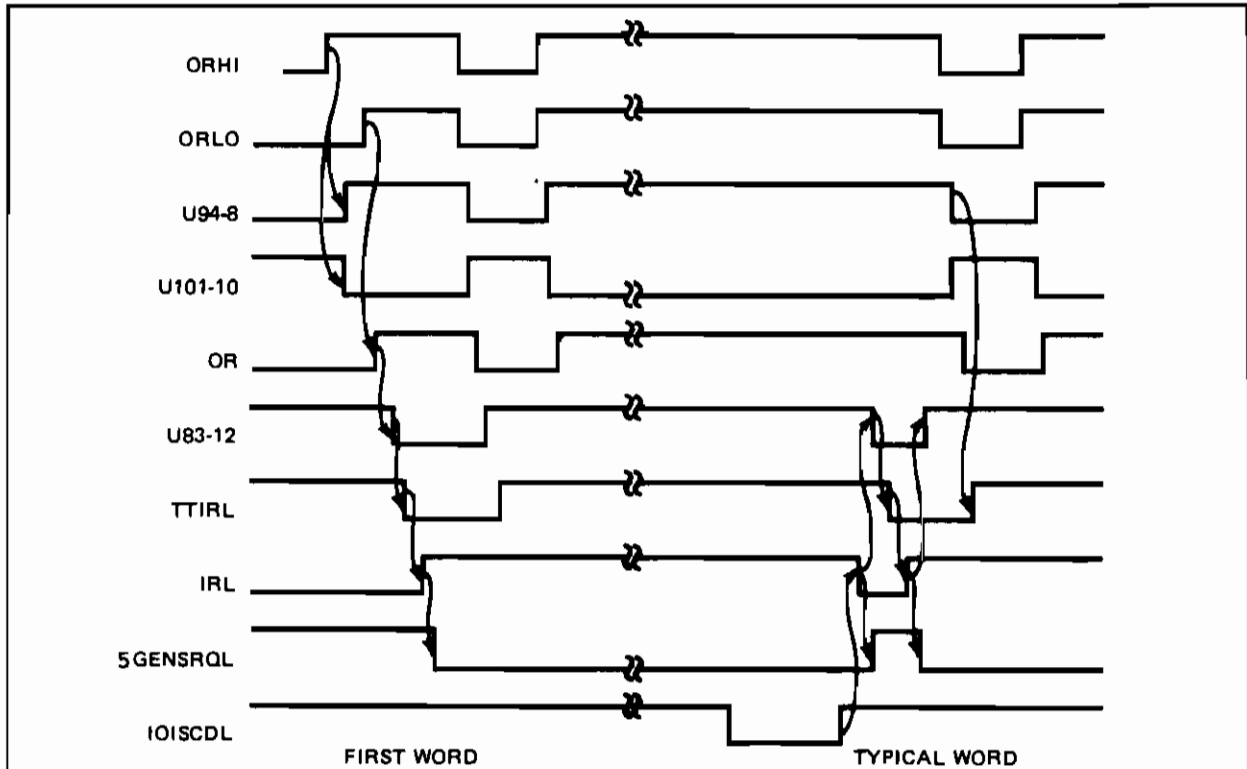 ORHI
ORLO
U94-8
U101-10
OR
U83-12
TTIRL
IRL
5GENSRQL
IOISCDL
FIRST WORD TYPICAL WORD